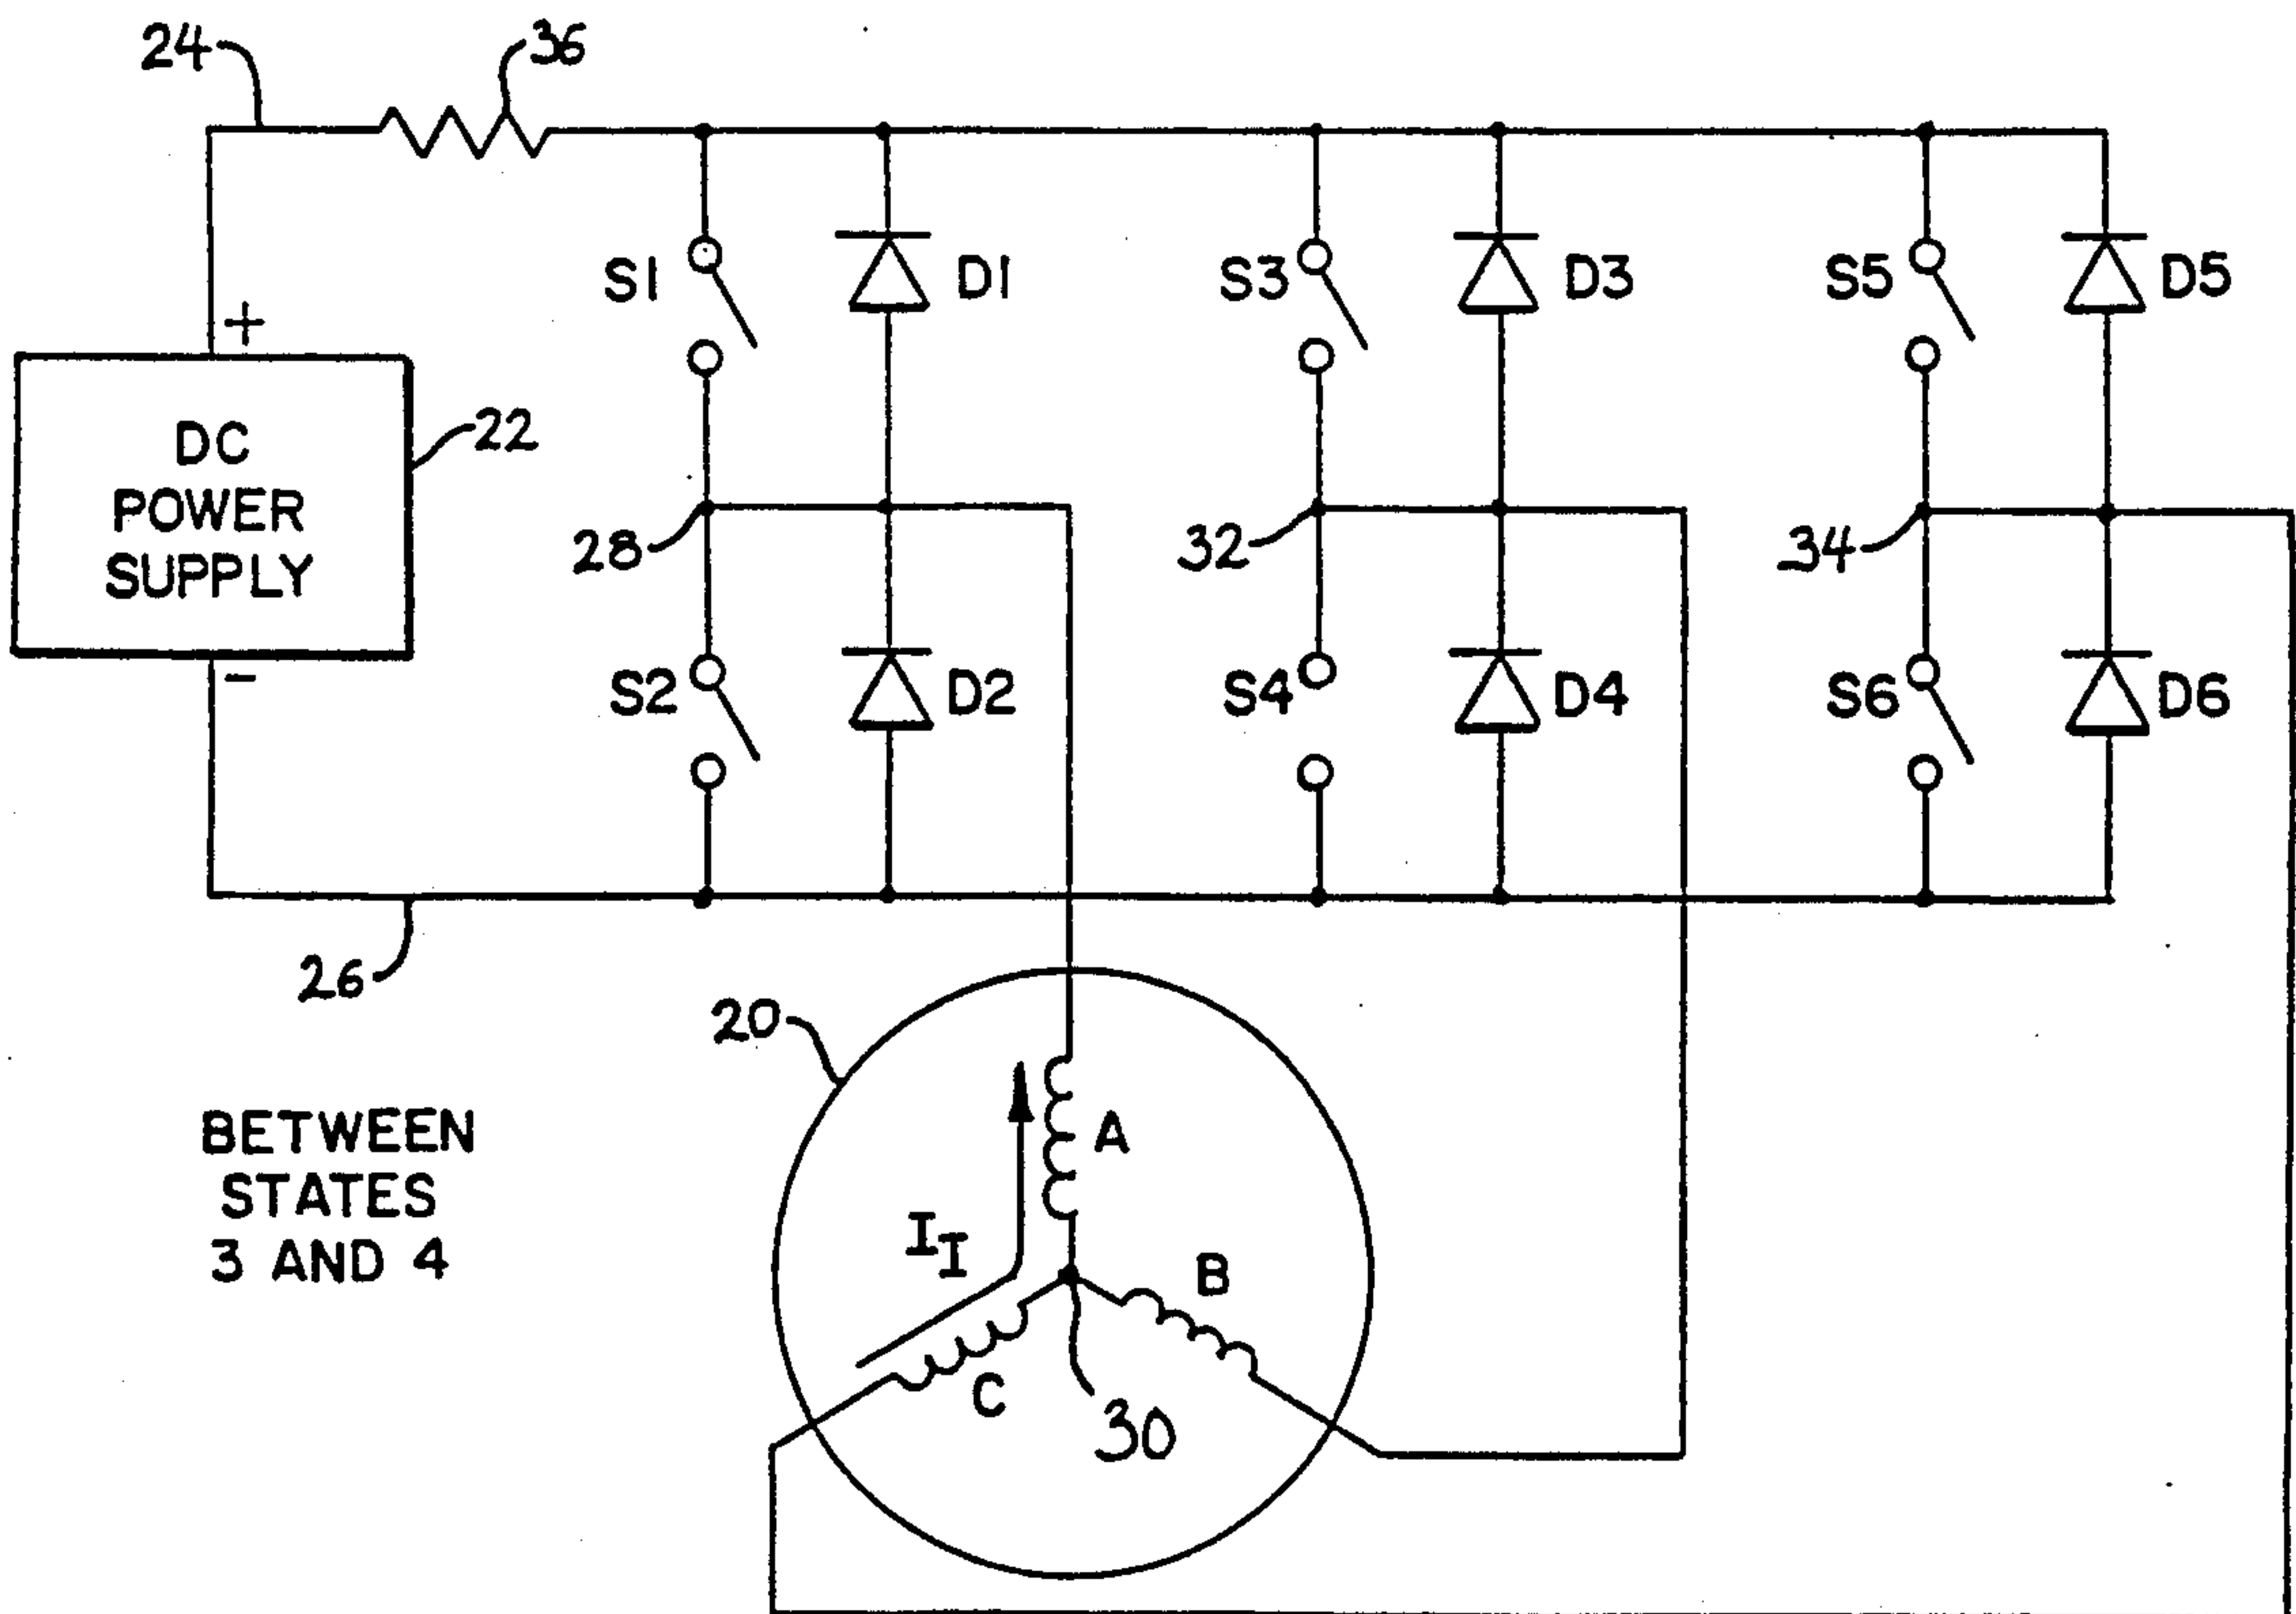 24
36
S1
D1
S3
D3
S5
D5
+
DC
POWER
SUPPLY
22
28
32
34
-
S2
D2
S4
D4
S6
D6
26
20
BETWEEN
STATES
3 AND 4
A
I_I
B
C
30